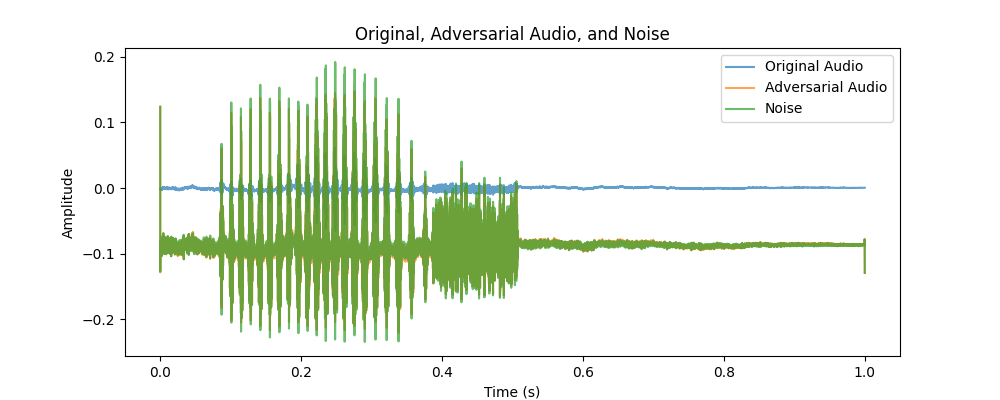 Original, Adversarial Audio, and Noise
Original Audio
Adversarial Audio
Noise
Amplitude
0.2
0.1
0.0
−0.1
−0.2
0.0 0.2 0.4 0.6 0.8 1.0
Time (s)